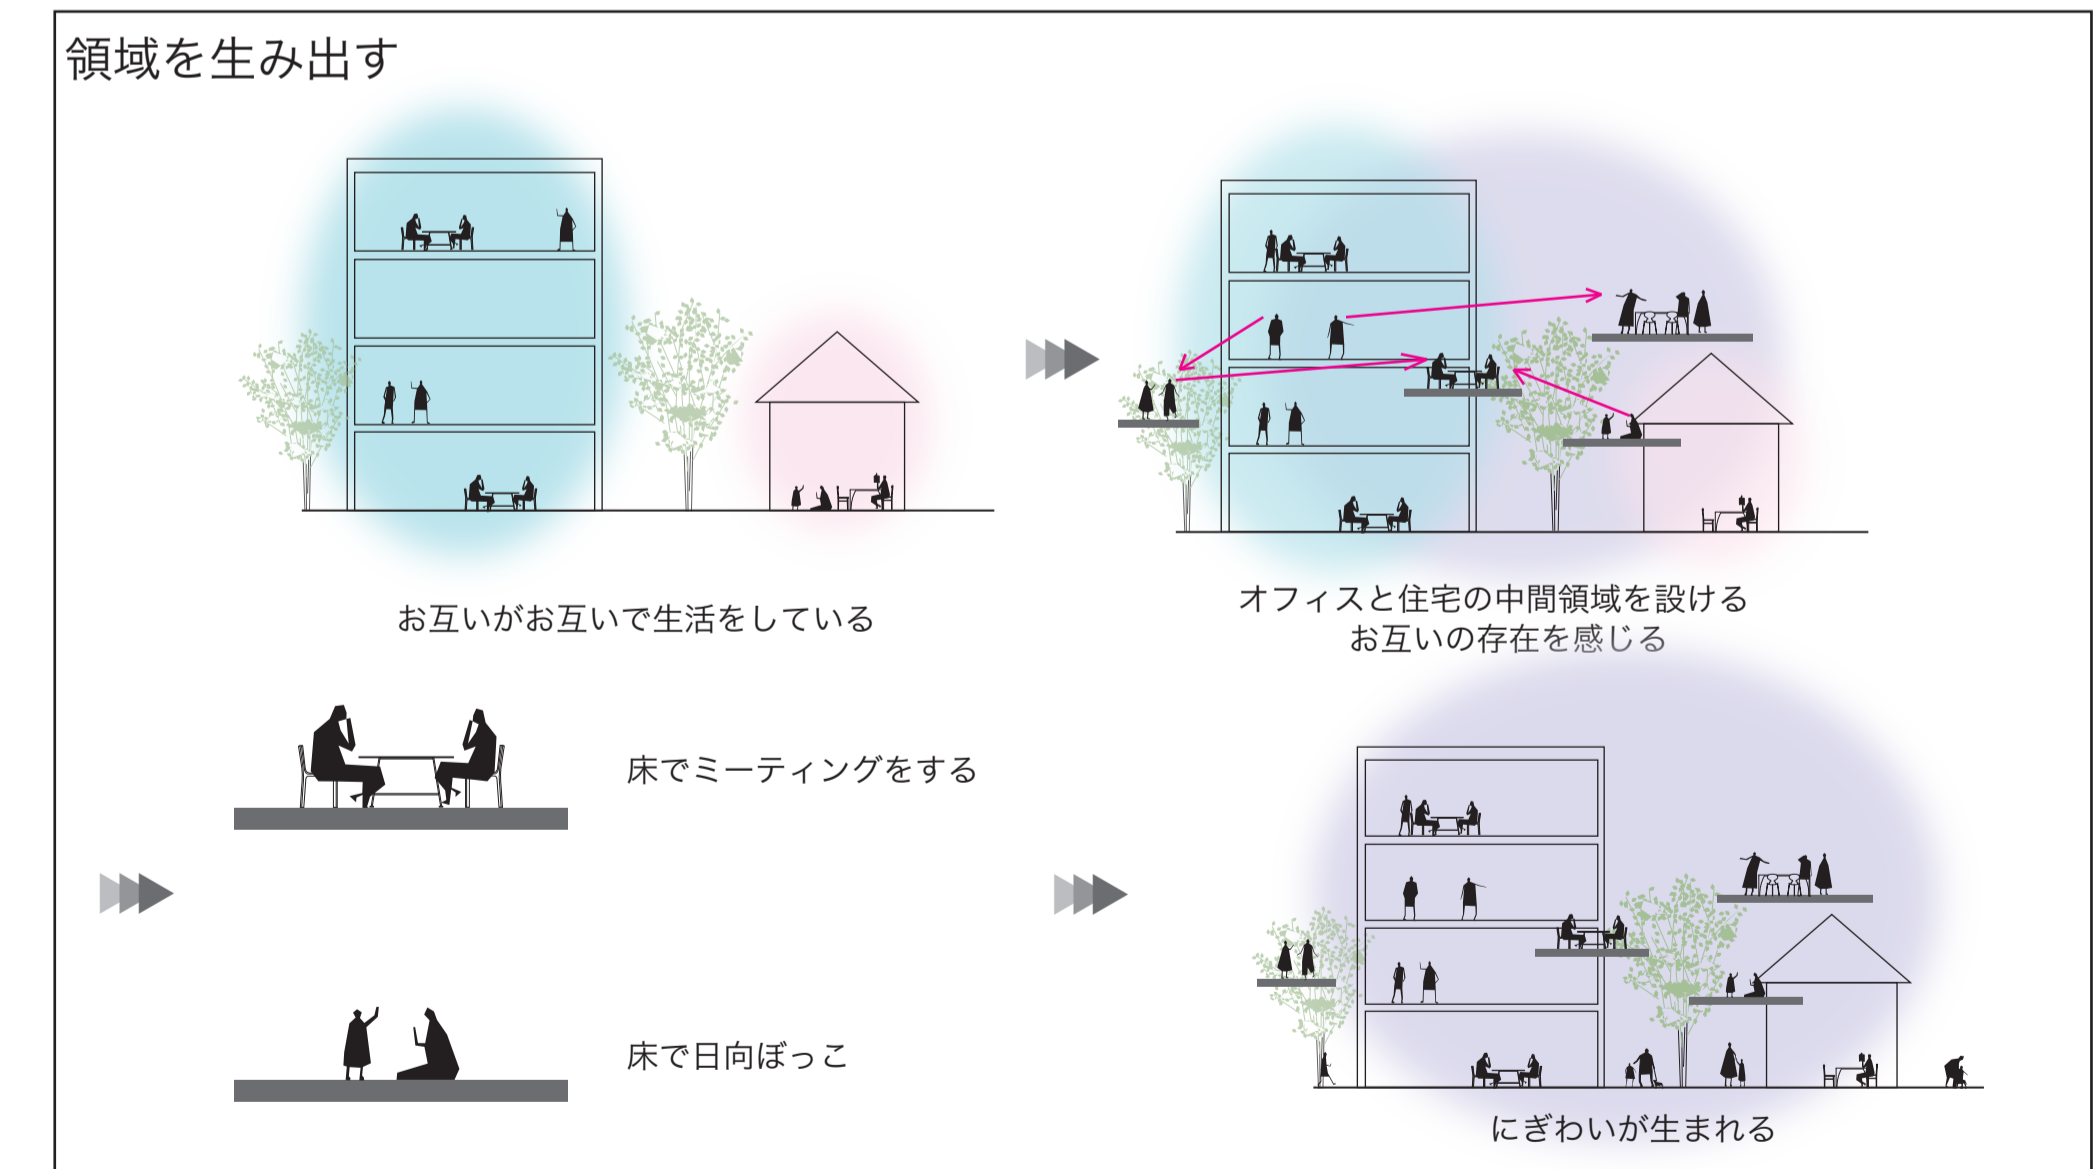 領域を生み出す
お互いがお互いで生活をしている
オフィスと住宅の中間領域を設ける
お互いの存在を感じる
床でミーティングをする
床で日向ぼっこ
にぎわいが生まれる